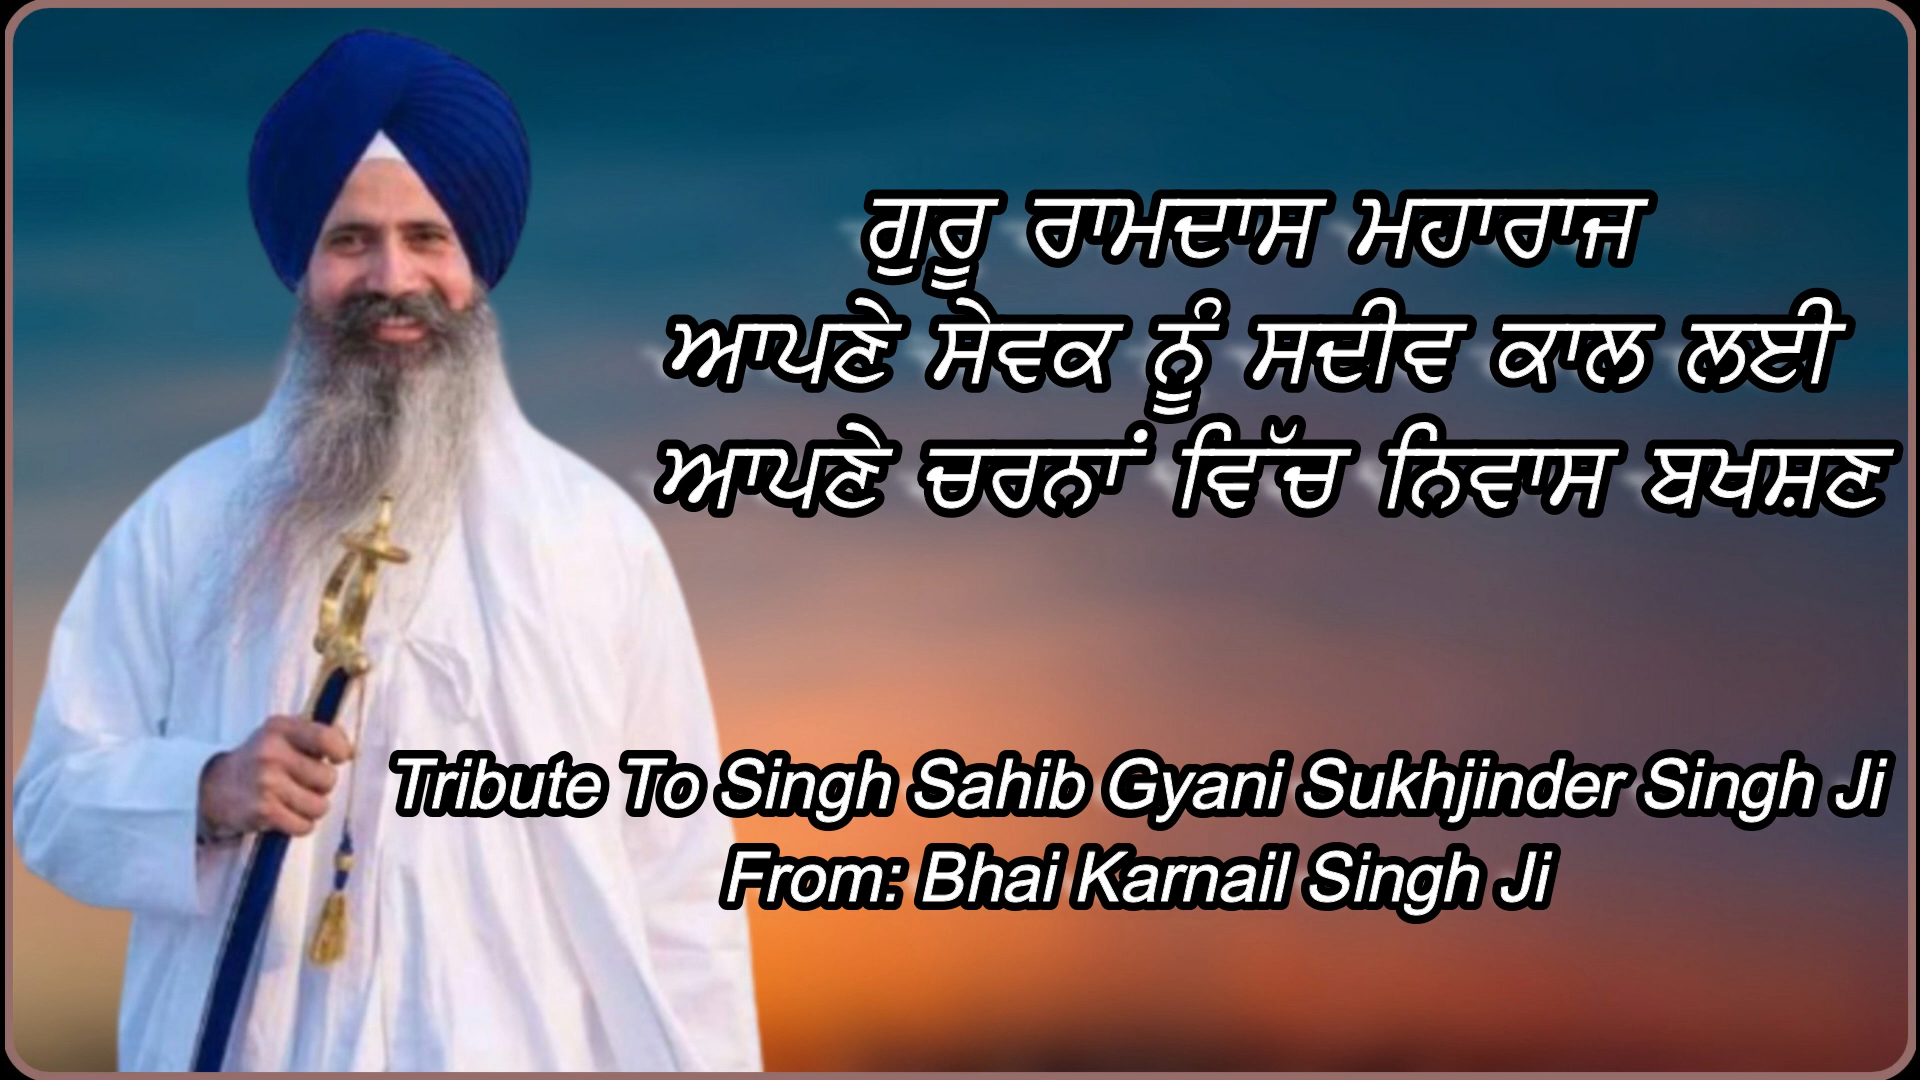 ਗੁਰੂ ਰਾਮਦਾਸ ਮਹਾਰਾਜ
ਆਪਣੇ ਸੇਵਕ ਨੂੰ ਸਦੀਵ ਕਾਲ ਲਈ
ਆਪਣੇ ਚਰਨਾਂ ਵਿੱਚ ਨਿਵਾਸ ਬਖਸ਼ਣ
Tribute To Singh Sahib Gyani Sukhjinder Singh Ji
From: Bhai Karnail Singh Ji